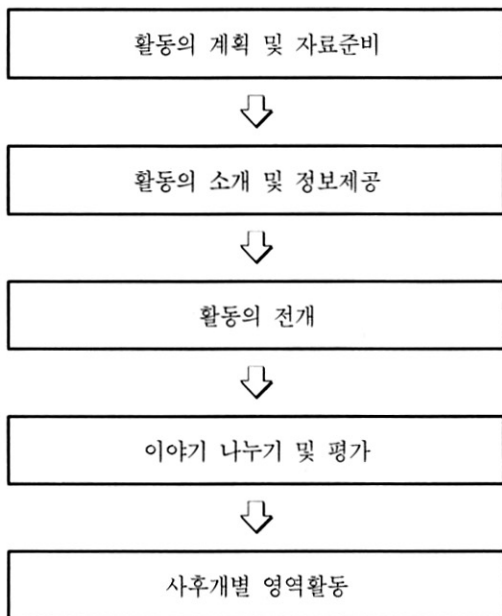 활동의 계획 및 자료준비
활동의 소개 및 정보제공
활동의 전개
이야기 나누기 및 평가
사후개별 영역활동